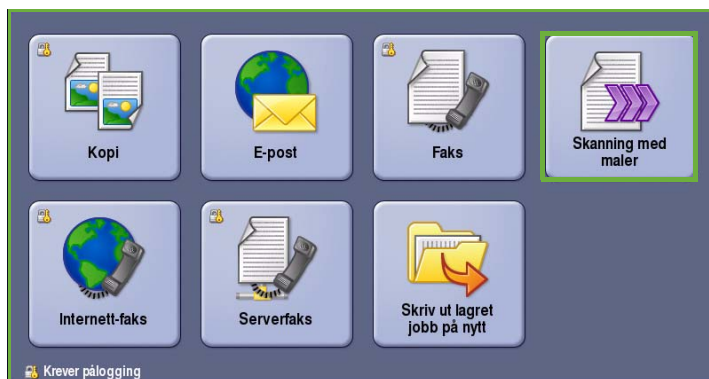 Kopi
E-post
Faks
Skanning med
maler
Internett-faks
Serverfaks
Skriv ut lagret
jobb på nytt
Krever pålogging